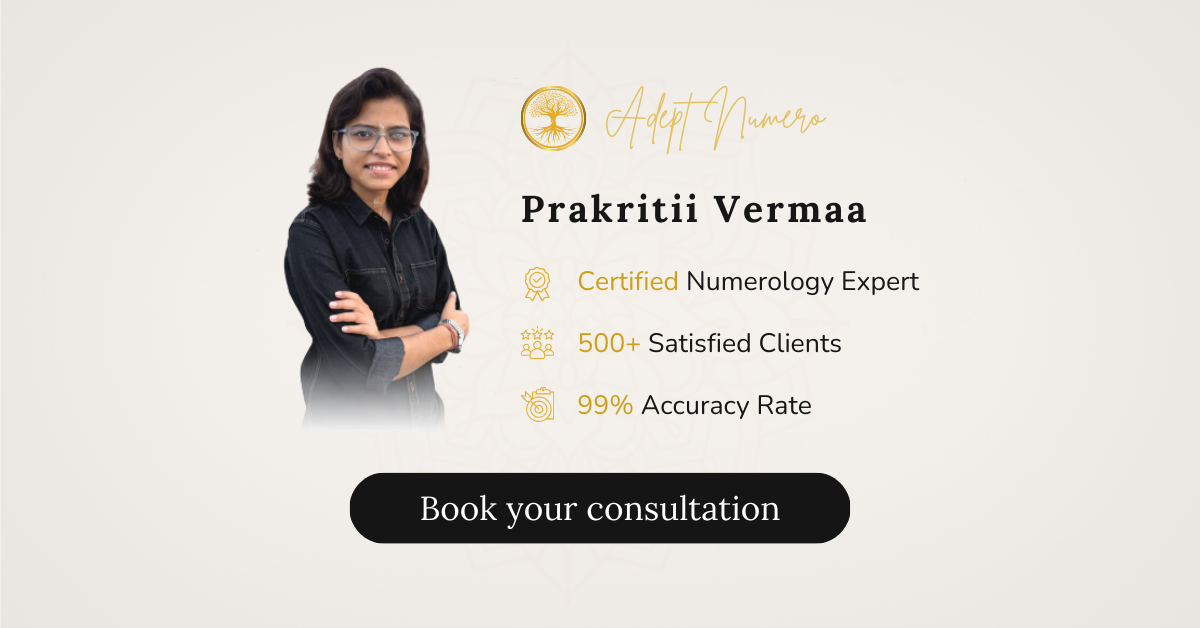 Adept Numero
Prakritii Vermaa
Certified Numerology Expert
500+ Satisfied Clients
99% Accuracy Rate
Book your consultation